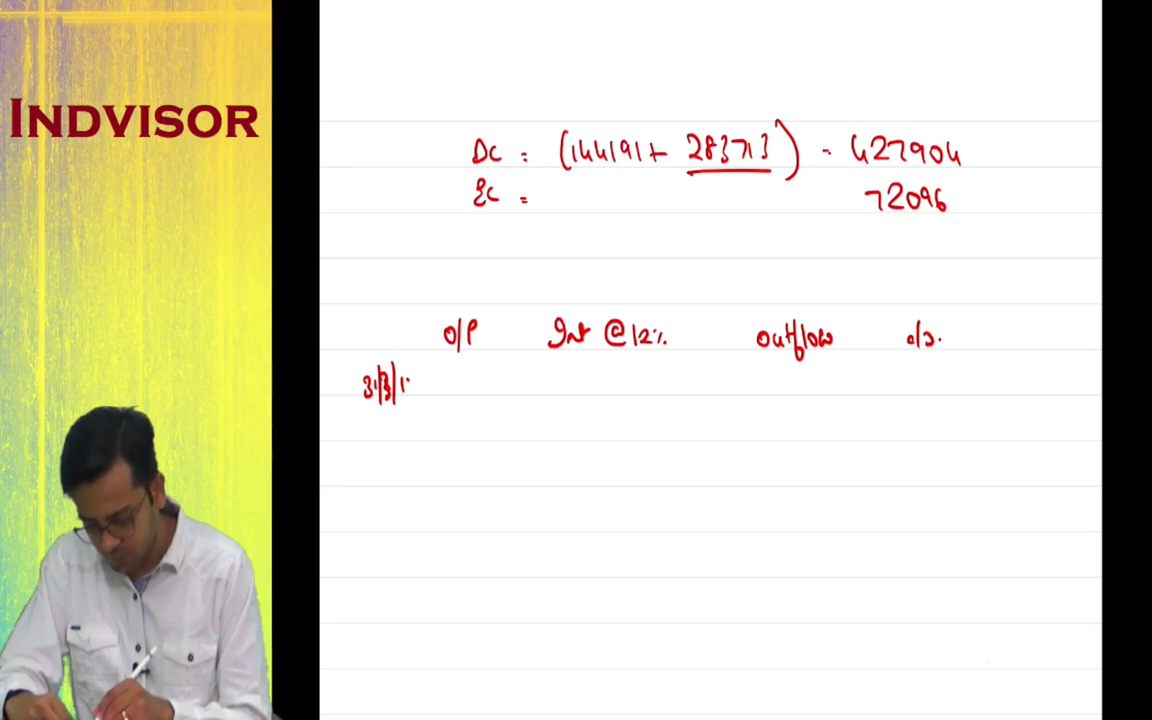 INDVISOR
DC : (144191+ 283713) - 427904
EC = 72096
O/P Int @12% outflow
31/3/1